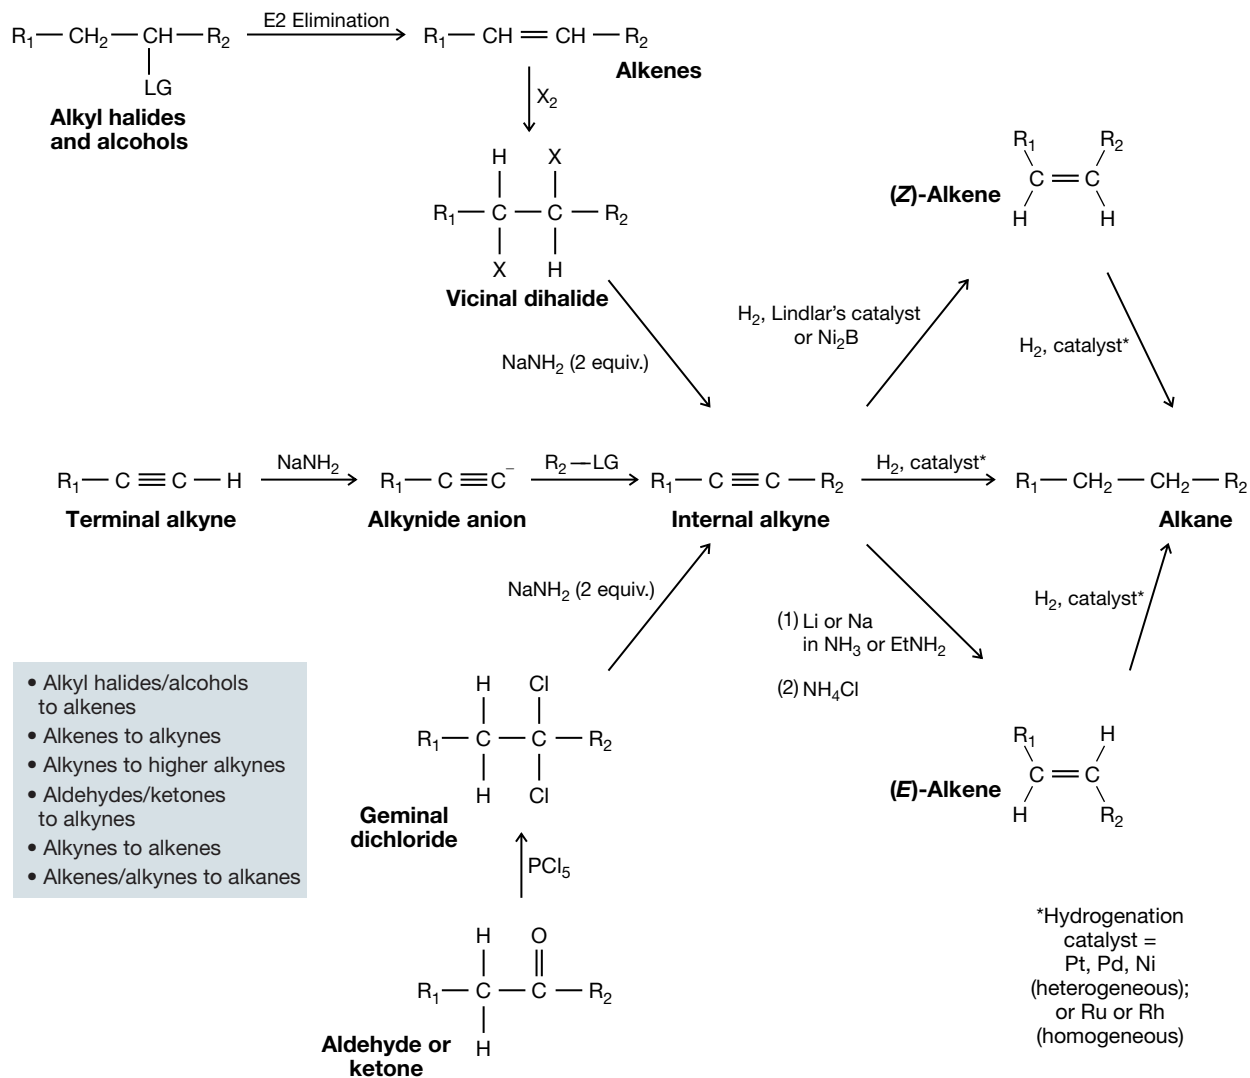 R₁—CH₂—CH—R₂
LG
Alkyl halides
and alcohols
E2 Elimination
R₁—CH=CH—R₂
Alkenes
X₂
H X
R₁—C—C—R₂
X H
Vicinal dihalide
NaNH₂ (2 equiv.)
R₁ R₂
C=C
H H
(Z)-Alkene
H₂, Lindlar's catalyst
or Ni₂B
H₂, catalyst*
R₁—C≡C—H
Terminal alkyne
NaNH₂
R₁—C≡C⁻
Alkynide anion
R₂—LG
R₁—C≡C—R₂
Internal alkyne
H₂, catalyst*
R₁—CH₂—CH₂—R₂
Alkane
NaNH₂ (2 equiv.)
(1) Li or Na
in NH₃ or EtNH₂
(2) NH₄Cl
H₂, catalyst*
R₁ H
C=C
H R₂
(E)-Alkene
H Cl
R₁—C—C—R₂
H Cl
Geminal
dichloride
PCl₅
H O
R₁—C—C—R₂
H
Aldehyde or
ketone
• Alkyl halides/alcohols
to alkenes
• Alkenes to alkynes
• Alkynes to higher alkynes
• Aldehydes/ketones
to alkynes
• Alkynes to alkenes
• Alkenes/alkynes to alkanes
*Hydrogenation
catalyst =
Pt, Pd, Ni
(heterogeneous);
or Ru or Rh
(homogeneous)